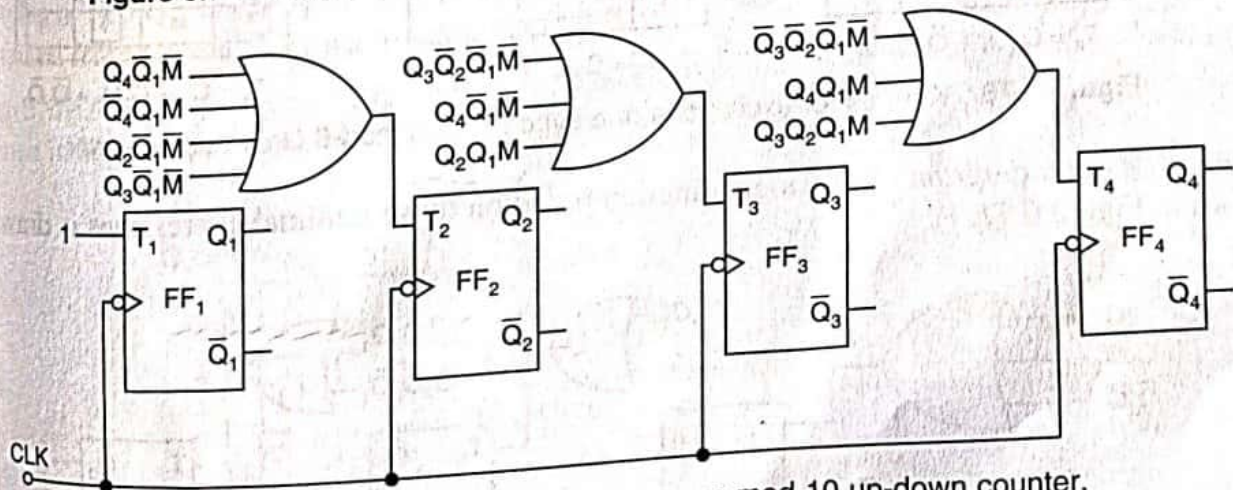 Figure
Q₄Q̅₁M̅
Q̅₄Q₁M
Q₂Q̅₁M̅
Q₃Q̅₁M̅
Q₃Q̅₂Q̅₁M̅
Q₄Q̅₁M̅
Q₂Q₁M
Q̅₃Q̅₂Q̅₁M̅
Q₄Q₁M
Q₃Q₂Q₁M
1
T₁
Q₁
FF₁
Q̅₁
T₂
Q₂
FF₂
Q̅₂
T₃
Q₃
FF₃
Q̅₃
T₄
Q₄
FF₄
Q̅₄
CLK
mod-10 up-down counter.